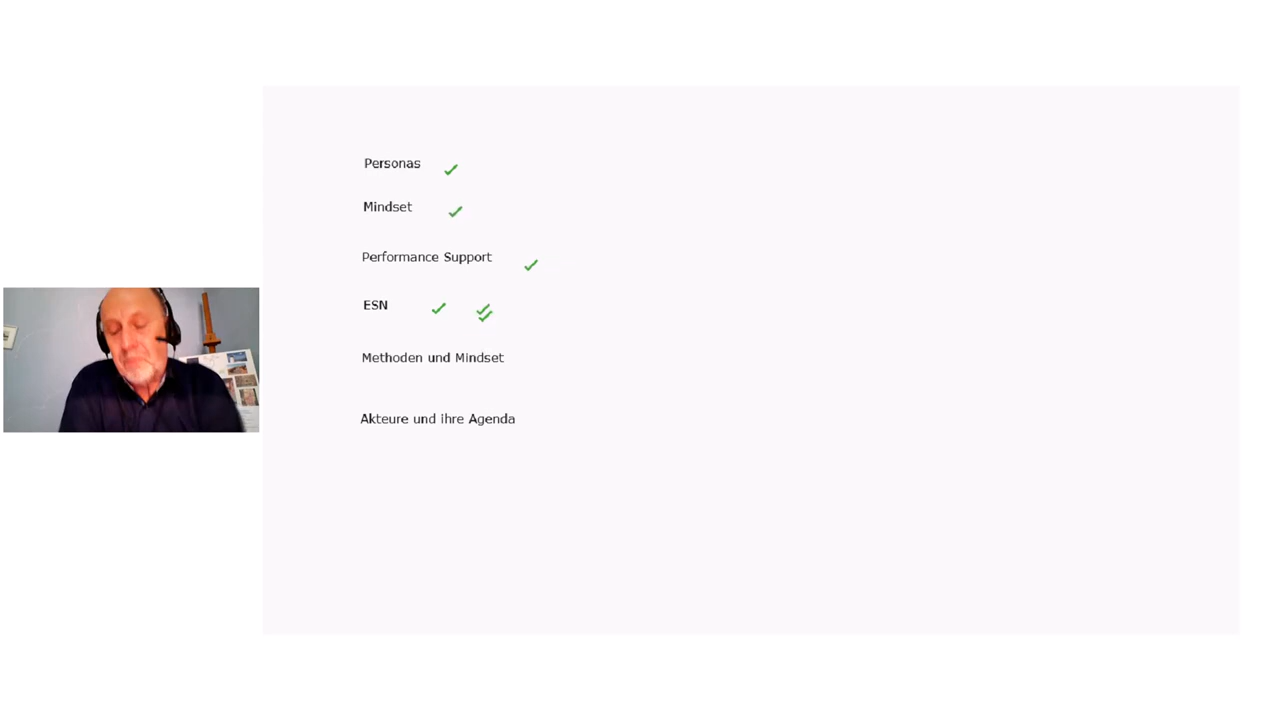 Personas
Mindset
Performance Support
ESN
Methoden und Mindset
Akteure und ihre Agenda